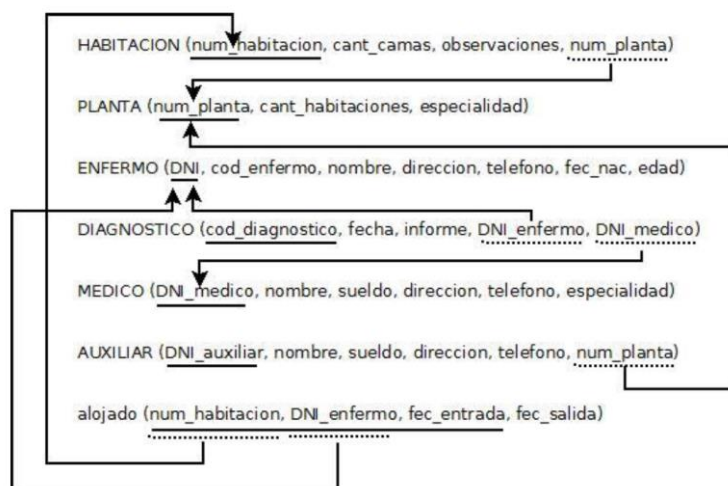 HABITACION (num_habitacion, cant_camas, observaciones, num_planta)
PLANTA (num_planta, cant_habitaciones, especialidad)
ENFERMO (DNI, cod_enfermo, nombre, direccion, telefono, fec_nac, edad)
DIAGNOSTICO (cod_diagnostico, fecha, informe, DNI_enfermo, DNI_medico)
MEDICO (DNI_medico, nombre, sueldo, direccion, telefono, especialidad)
AUXILIAR (DNI_auxiliar, nombre, sueldo, direccion, telefono, num_planta)
alojado (num_habitacion, DNI_enfermo, fec_entrada, fec_salida)